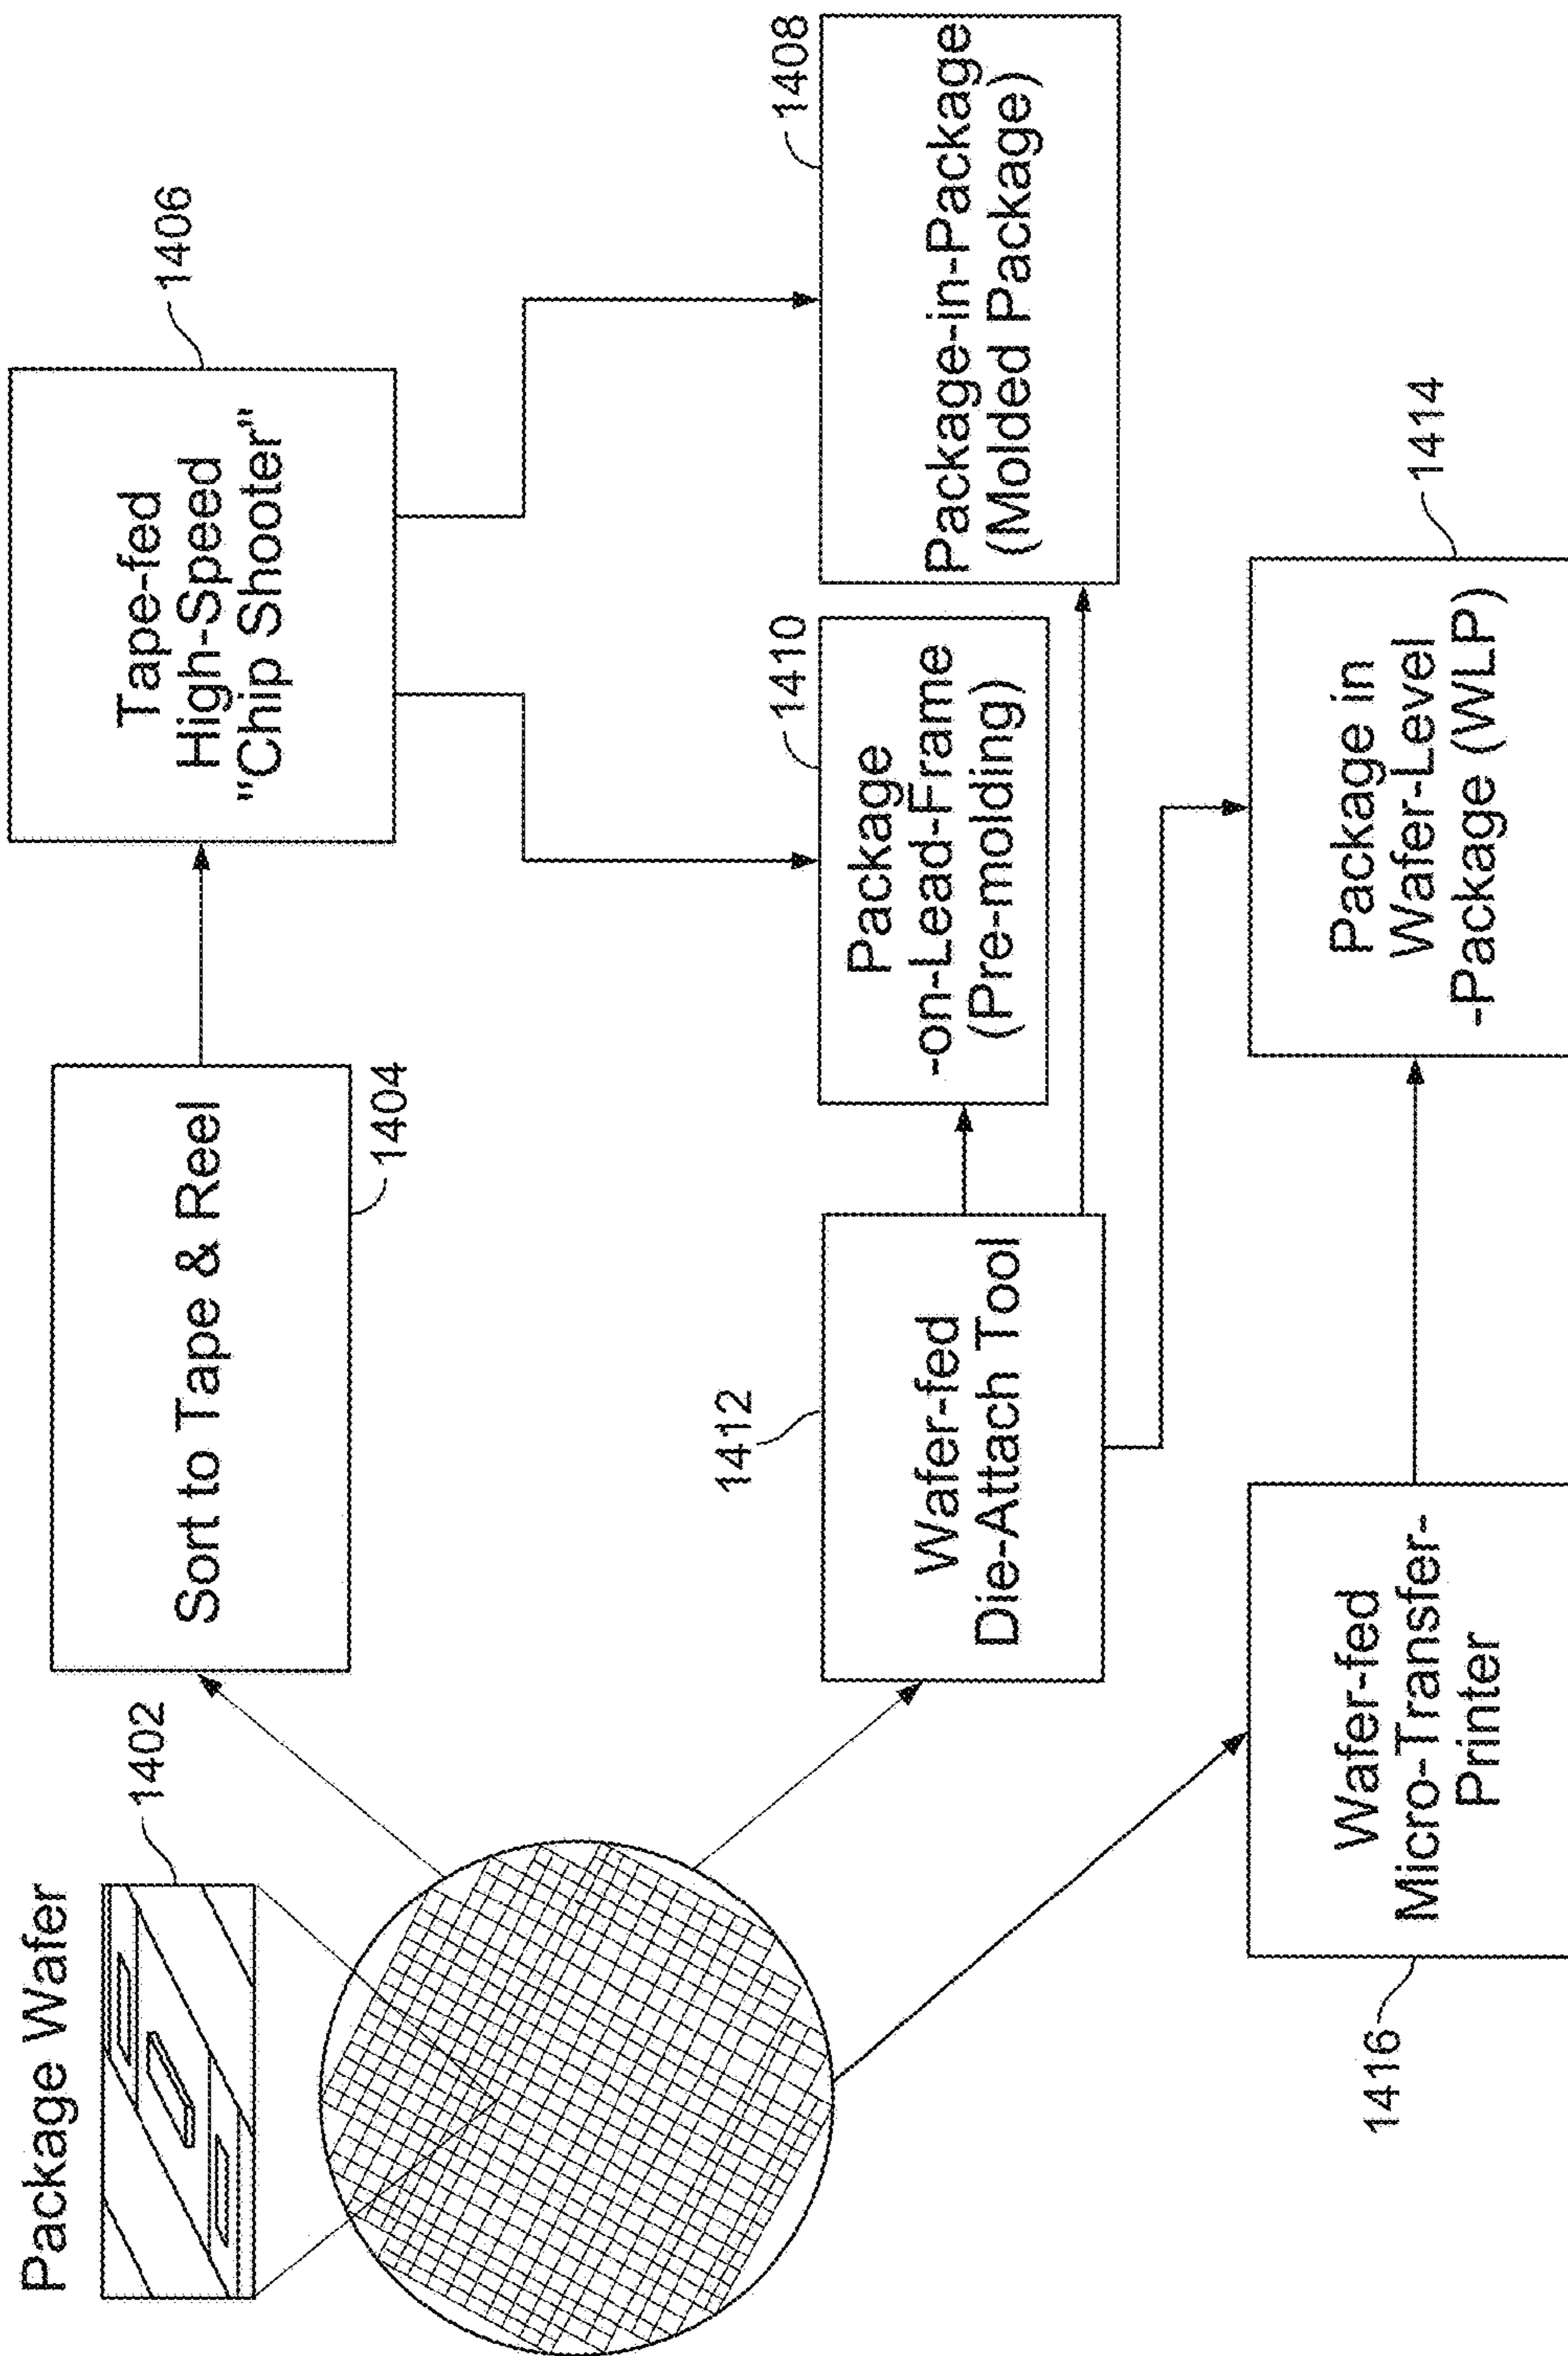 Package Wafer
1402
Sort to Tape & Reel
1404
Tape-fed
High-Speed
"Chip Shooter"
1406
1412
Wafer-fed
Die-Attach Tool
Package
-on-Lead-Frame
(Pre-molding)
1410
Package-in-Package
(Molded Package)
1408
Wafer-fed
Micro-Transfer-
Printer
1416
Package in
Wafer-Level
-Package (WLP)
1414